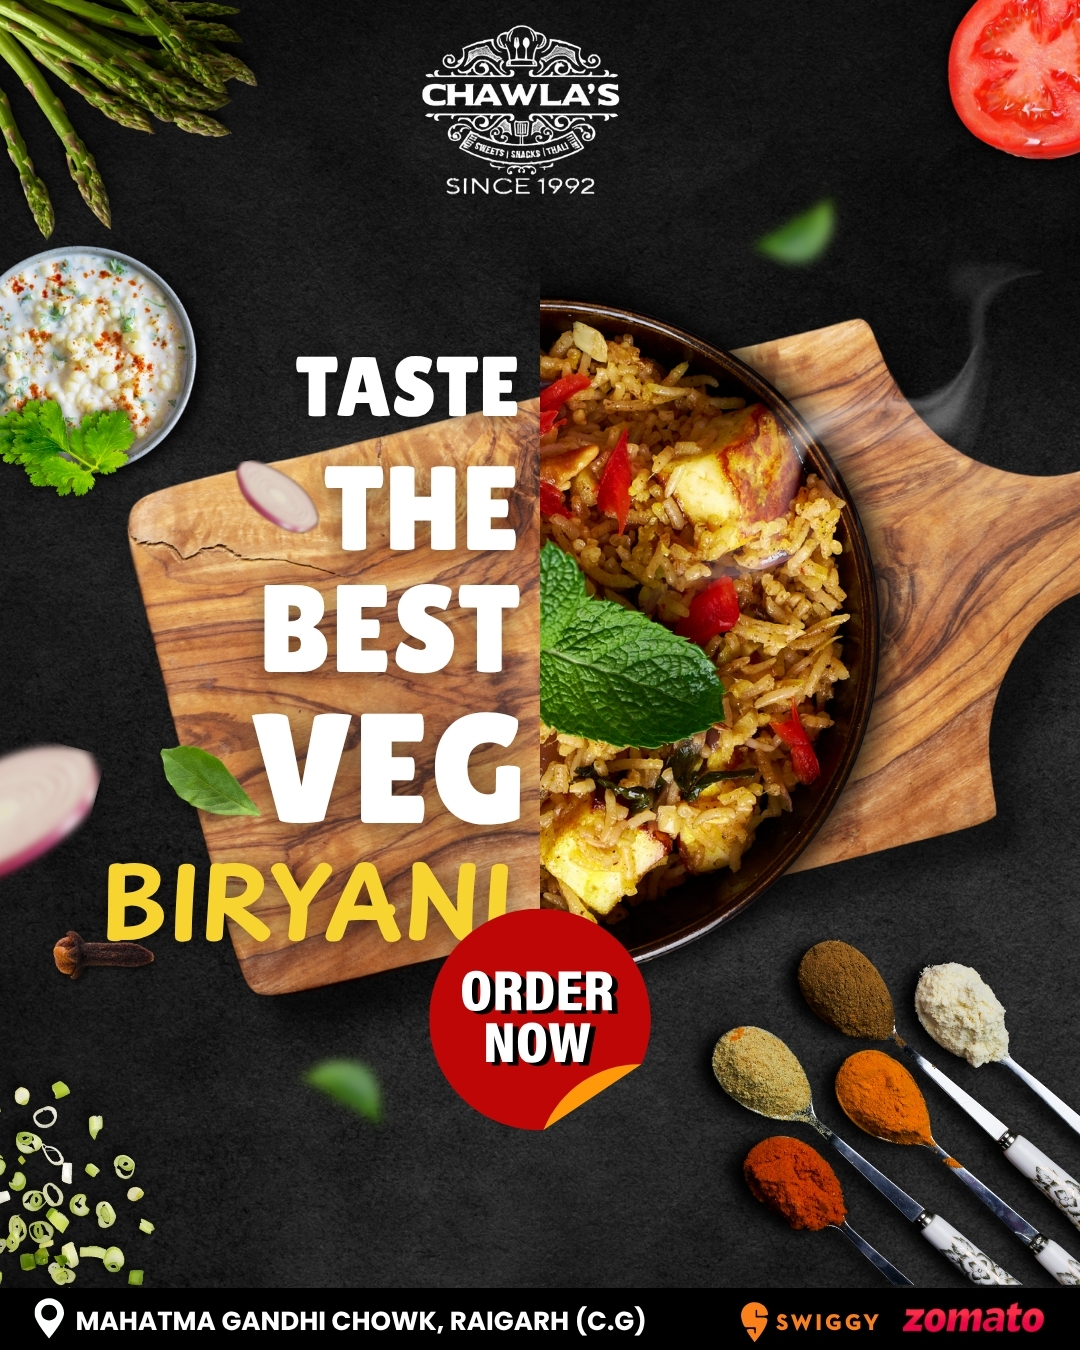 CHAWLA'S
SWEETS | SNACKS | THALI
SINCE 1992
TASTE
THE
BEST
VEG
BIRYANI
ORDER
NOW
MAHATMA GANDHI CHOWK, RAIGARH (C.G)
SWIGGY
zomato